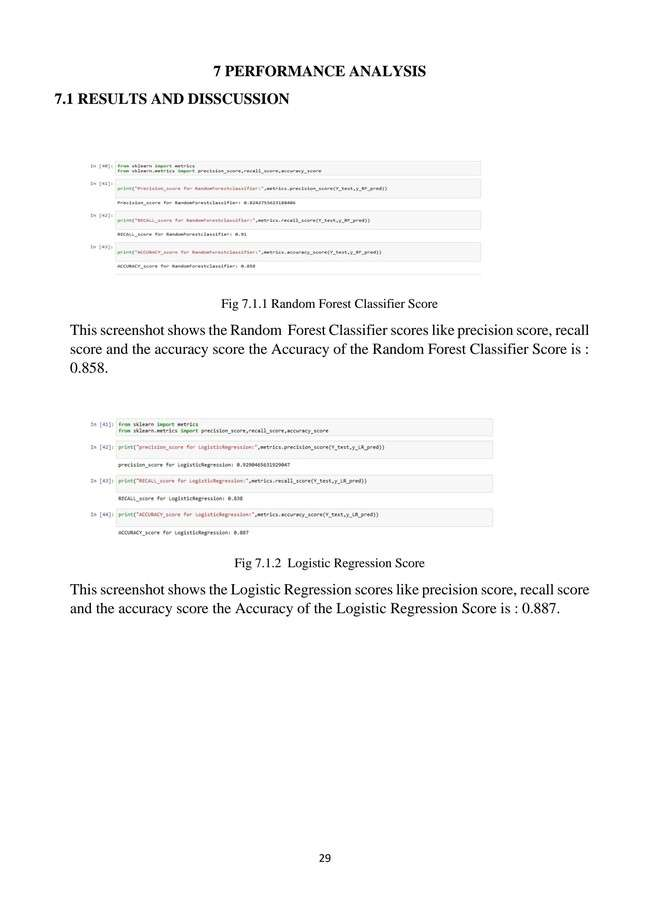 7 PERFORMANCE ANALYSIS
7.1 RESULTS AND DISSCUSSION
In [40]: from sklearn import metrics
from sklearn.metrics import precision_score,recall_score,accuracy_score
In [41]:
print("Precision_score for RandomForestclassifier:",metrics.precision_score(Y_test,y_RF_pred))
Precision_score for RandomForestclassifier:
In [42]:
print("RECALL_score for RandomForestclassifier:",metrics.recall_score(Y_test,y_RF_pred))
RECALL_score for RandomForestclassifier: 0.91
In [43]:
print("ACCURACY_score for RandomForestclassifier:",metrics.accuracy_score(Y_test,y_RF_pred))
ACCURACY_score for RandomForestclassifier: 0.858
Fig 7.1.1 Random Forest Classifier Score
This screenshot shows the Random Forest Classifier scores like precision score, recall
score and the accuracy score the Accuracy of the Random Forest Classifier Score is :
0.858.
In [41]: from sklearn import metrics
from sklearn.metrics import precision_score,recall_score,accuracy_score
In [42]: print("precision_score for LogisticRegression:",metrics.precision_score(Y_test,y_LR_pred))
precision_score for LogisticRegression: 0.9290465631929047
In [43]: print("RECALL_score for LogisticRegression:",metrics.recall_score(Y_test,y_LR_pred))
RECALL_score for LogisticRegression: 0.838
In [44]: print("ACCURACY_score for LogisticRegression:",metrics.accuracy_score(Y_test,y_LR_pred))
ACCURACY_score for LogisticRegression: 0.887
Fig 7.1.2 Logistic Regression Score
This screenshot shows the Logistic Regression scores like precision score, recall score
and the accuracy score the Accuracy of the Logistic Regression Score is : 0.887.
29